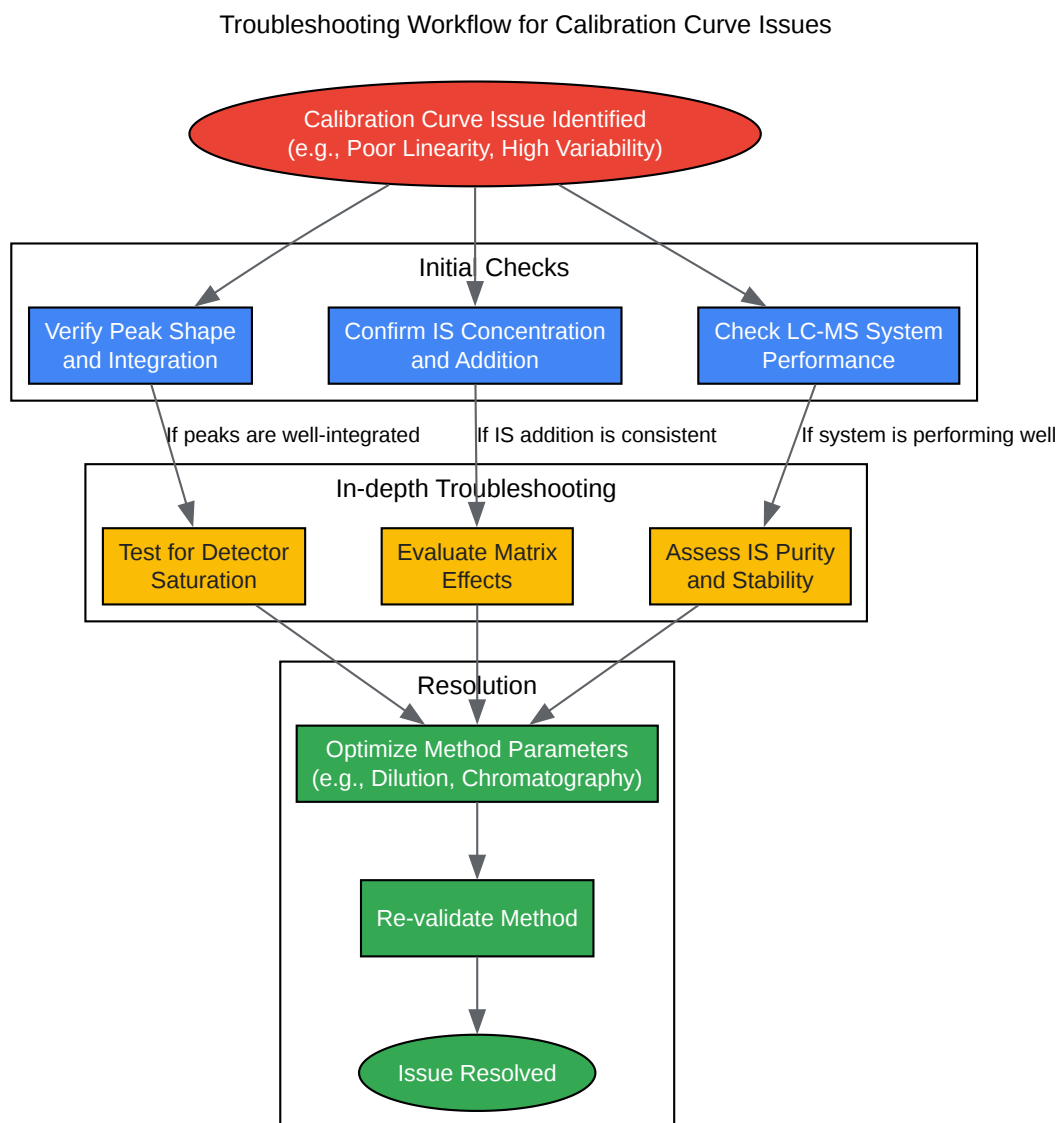 Troubleshooting Workflow for Calibration Curve Issues
Calibration Curve Issue Identified
(e.g., Poor Linearity, High Variability)
Initial Checks
Verify Peak Shape
and Integration
Confirm IS Concentration
and Addition
Check LC-MS System
Performance
If peaks are well-integrated
If IS addition is consistent
If system is performing well
In-depth Troubleshooting
Test for Detector
Saturation
Evaluate Matrix
Effects
Assess IS Purity
and Stability
Resolution
Optimize Method Parameters
(e.g., Dilution, Chromatography)
Re-validate Method
Issue Resolved